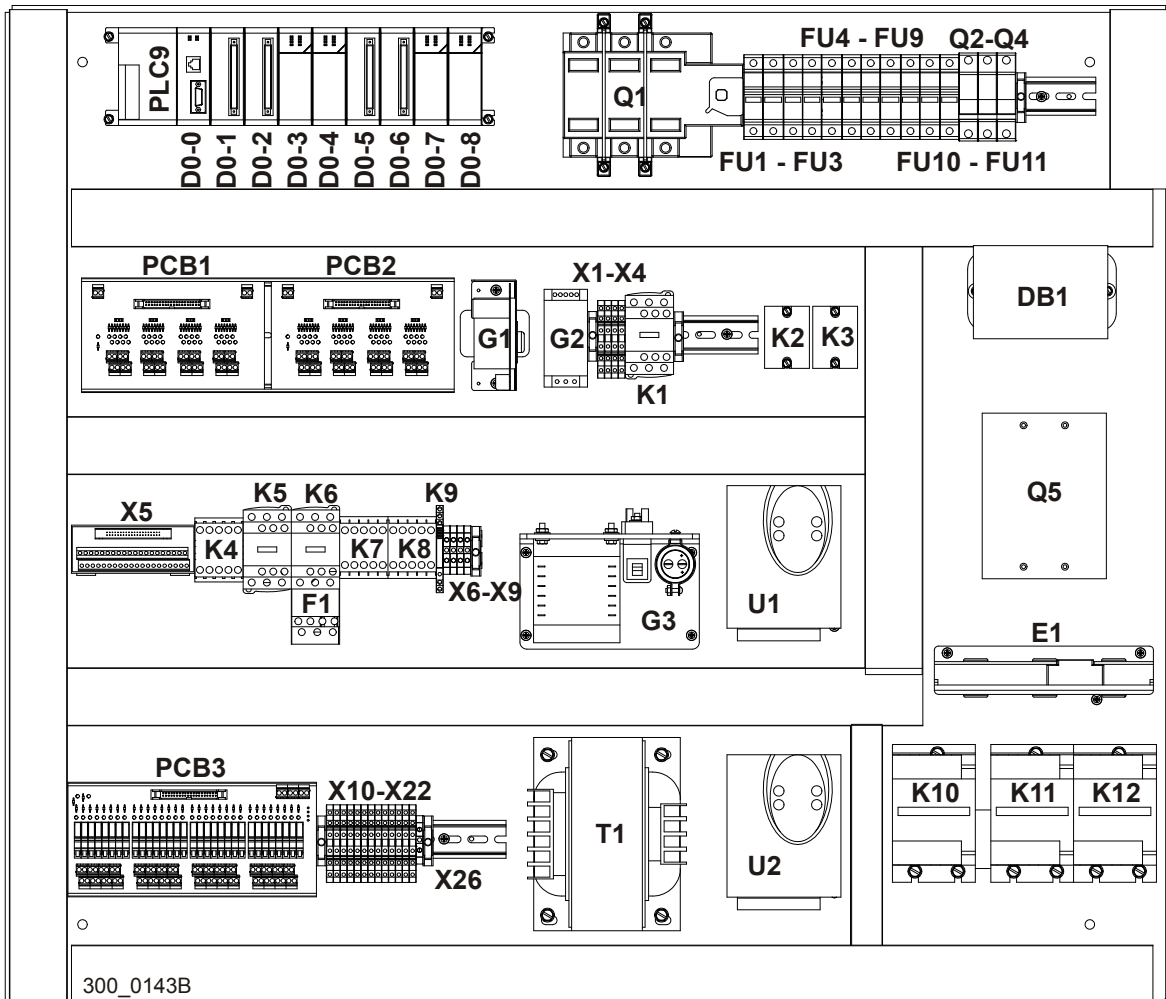 PLC9
D0-0
D0-1
D0-2
D0-3
D0-4
D0-5
D0-6
D0-7
D0-8
Q1
FU4 - FU9
Q2-Q4
FU1 - FU3
FU10 - FU11
PCB1
PCB2
G1
X1-X4
G2
K1
K2
K3
DB1
X5
K4
K5
K6
F1
K7
K8
K9
X6-X9
G3
U1
Q5
E1
PCB3
X10-X22
X26
T1
U2
K10
K11
K12
300_0143B